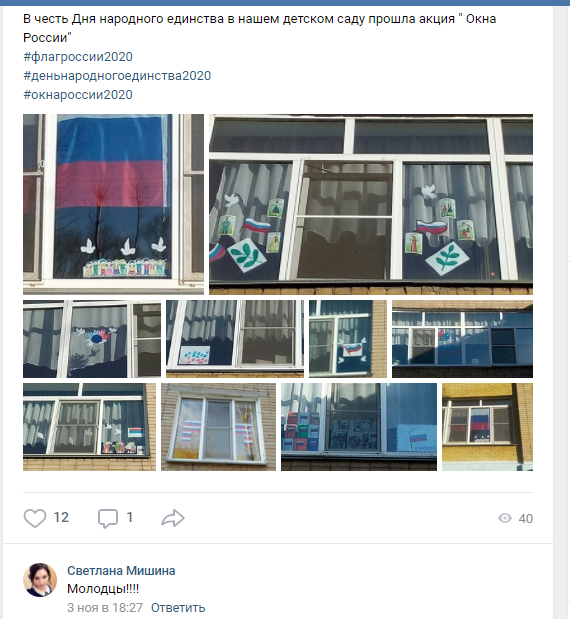 В честь Дня народного единства в нашем детском саду прошла акция " Окна
России"
#флагроссии2020
#деньнародногоединства2020
#окнароссии2020
12
1
40
Светлана Мишина
Молодцы!!!!
3 ноя в 18:27 Ответить